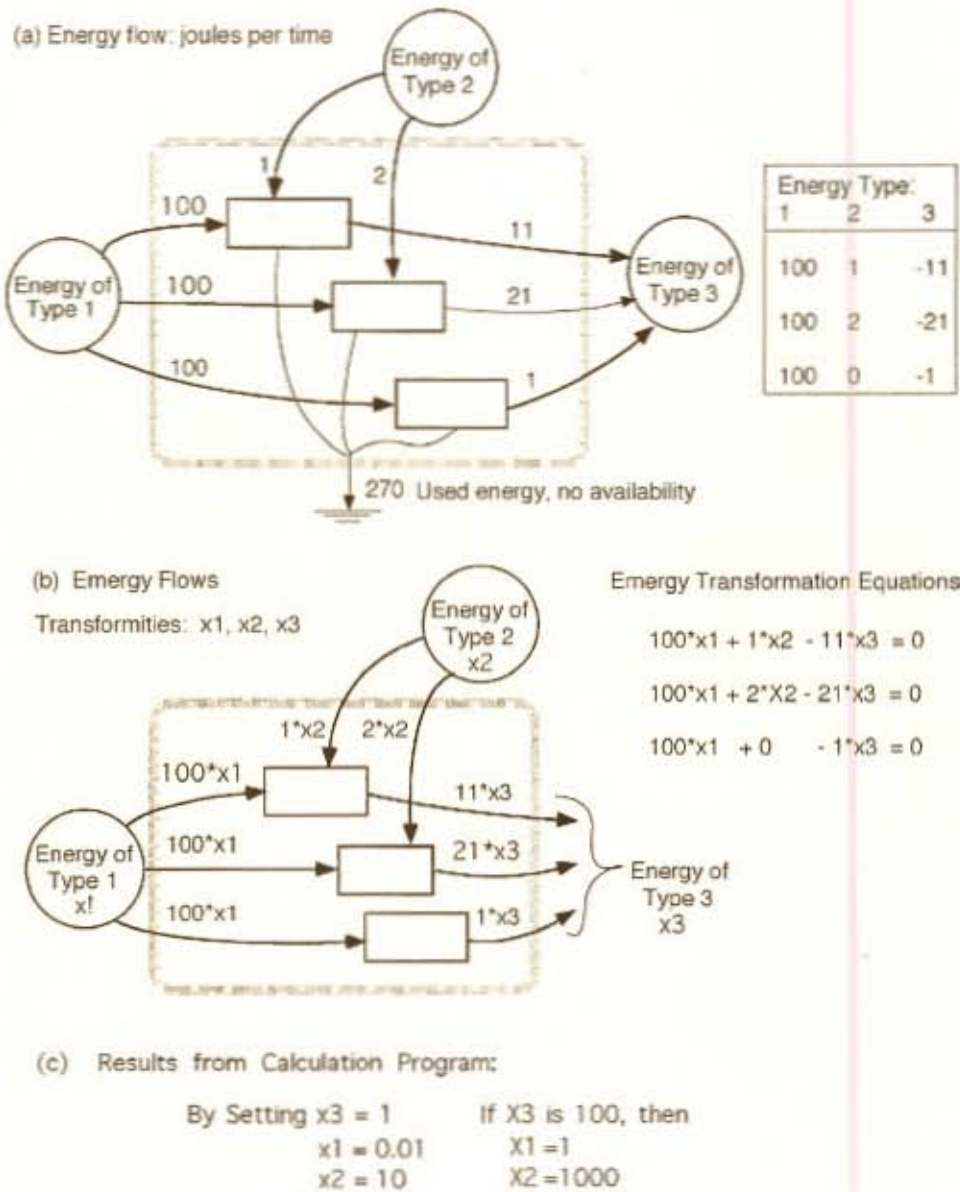 (a) Energy flow: joules per time
Energy of
Type 2
1
2
100
11
Energy of
Type 1
100
21
Energy of
Type 3
100
1
270 Used energy, no availability
Energy Type:
1 2 3
100 1 -11
100 2 -21
100 0 -1
(b) Emergy Flows
Transformities: x1, x2, x3
Energy of
Type 2
x2
Emergy Transformation Equations
100*x1 + 1*x2 - 11*x3 = 0
100*x1 + 2*X2 - 21*x3 = 0
100*x1 + 0 - 1*x3 = 0
1*x2
2*x2
100*x1
11*x3
Energy of
Type 1
x!
100*x1
21*x3
100*x1
1*x3
Energy of
Type 3
x3
(c) Results from Calculation Program:
By Setting x3 = 1 If X3 is 100, then
x1 = 0.01 X1 =1
x2 = 10 X2 =1000